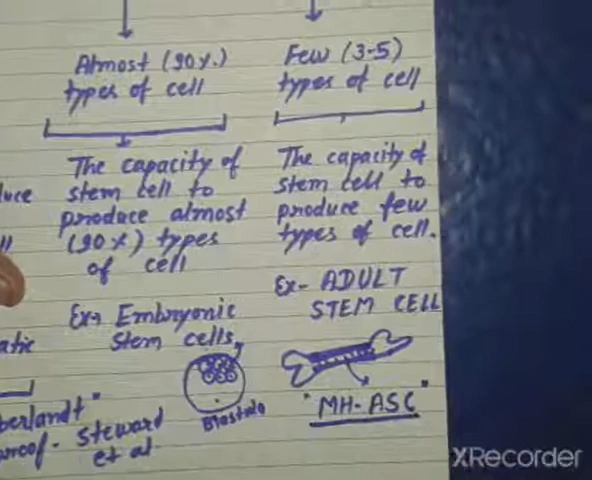 Almost (90%)
types of cell
Few (3-5)
types of cell
The capacity of
stem cell to
produce almost
(90%) types
of cell
The capacity of
stem cell to
produce few
types of cell.
Ex→ Embryonic
stem cells
Ex- ADULT
STEM CELL
Blastula
"MH-ASC"
berlandt"
proof- Steward
et al
XRecorder